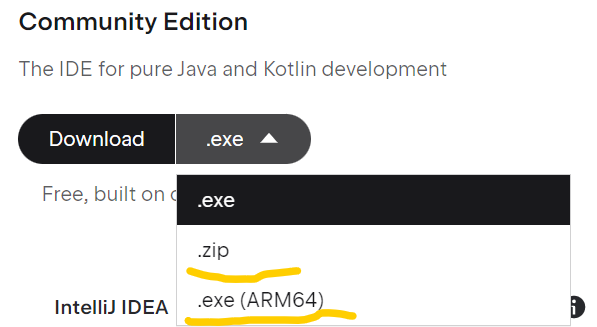 Community Edition
The IDE for pure Java and Kotlin development
Download .exe
Free, built on
.exe
.zip
.exe (ARM64)
IntelliJ IDEA